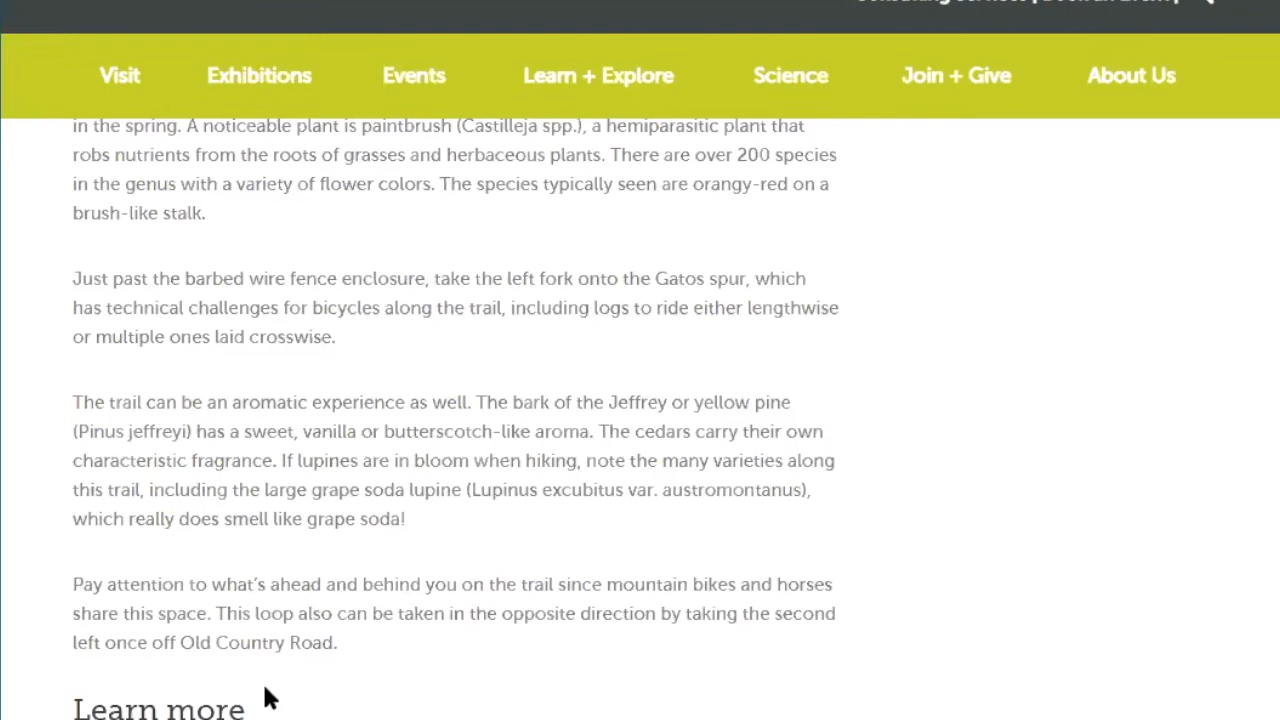 Visit Exhibitions Events Learn + Explore Science Join + Give About Us
in the spring. A noticeable plant is paintbrush (Castilleja spp.), a hemiparasitic plant that
robs nutrients from the roots of grasses and herbaceous plants. There are over 200 species
in the genus with a variety of flower colors. The species typically seen are orangy-red on a
brush-like stalk.
Just past the barbed wire fence enclosure, take the left fork onto the Gatos spur, which
has technical challenges for bicycles along the trail, including logs to ride either lengthwise
or multiple ones laid crosswise.
The trail can be an aromatic experience as well. The bark of the Jeffrey or yellow pine
(Pinus jeffreyi) has a sweet, vanilla or butterscotch-like aroma. The cedars carry their own
characteristic fragrance. If lupines are in bloom when hiking, note the many varieties along
this trail, including the large grape soda lupine (Lupinus excubitus var. austromontanus),
which really does smell like grape soda!
Pay attention to what's ahead and behind you on the trail since mountain bikes and horses
share this space. This loop also can be taken in the opposite direction by taking the second
left once off Old Country Road.
Learn more